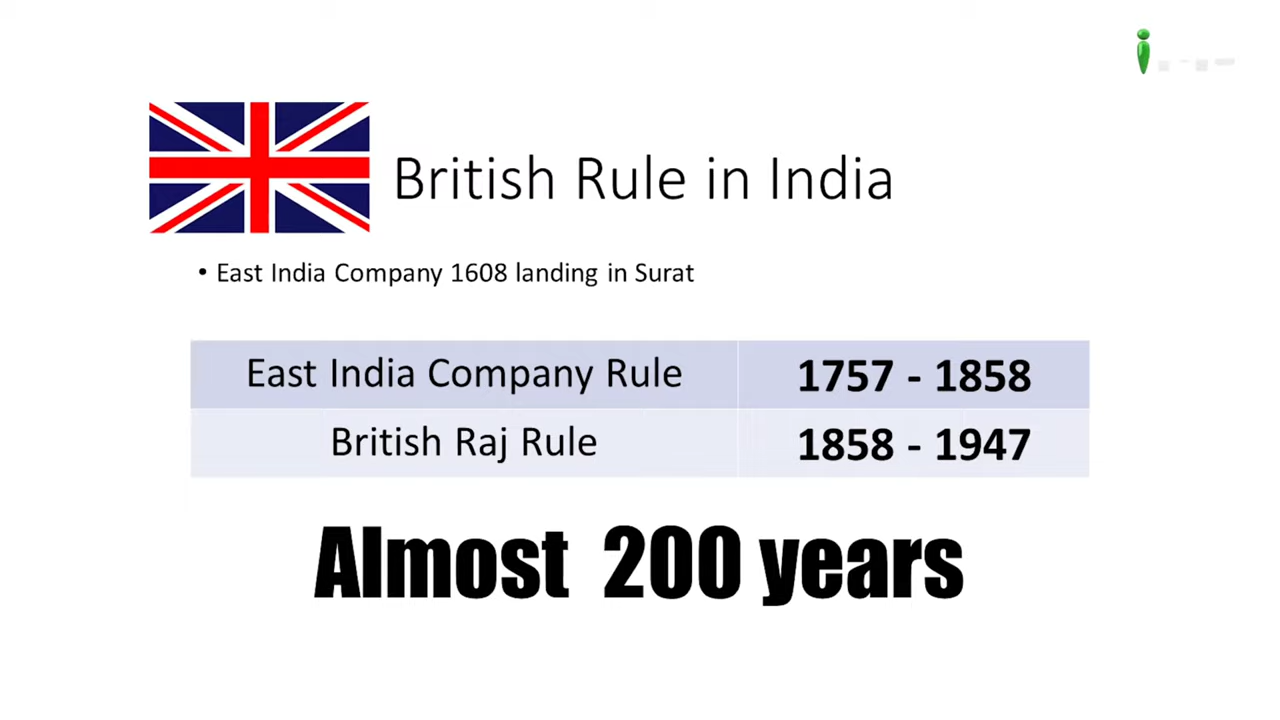 British Rule in India
• East India Company 1608 landing in Surat
East India Company Rule 1757 - 1858
British Raj Rule 1858 - 1947
Almost 200 years